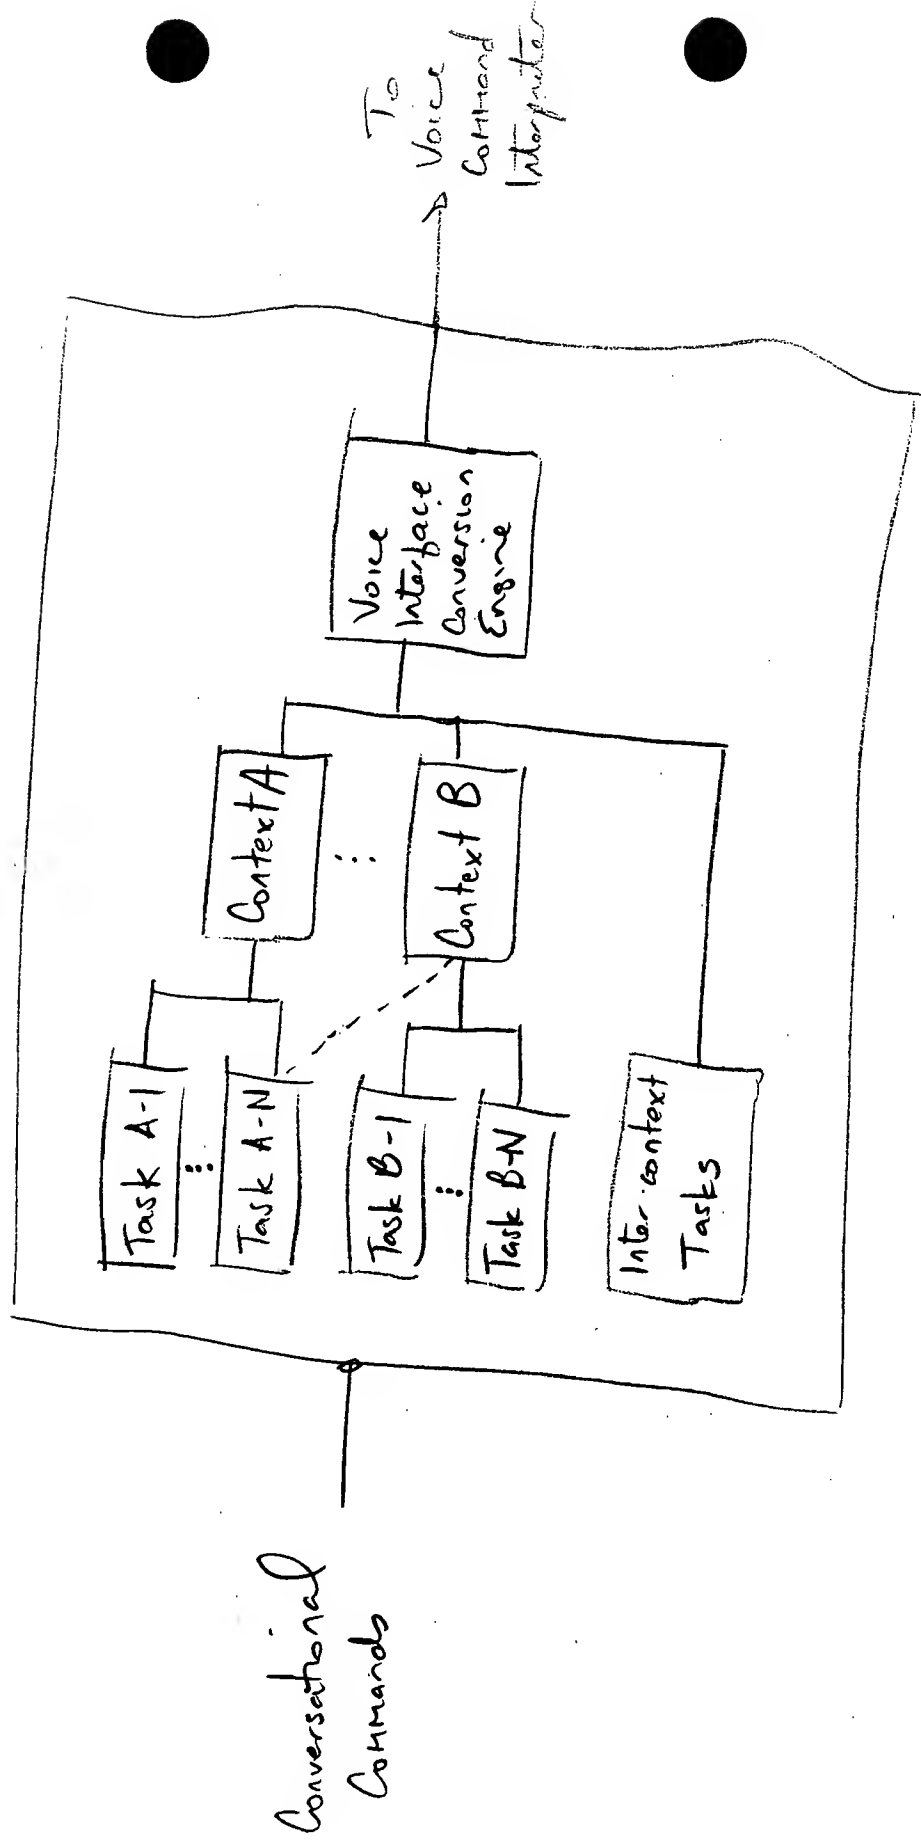 Conversational
Commands
Task A-1
Task A-N
Task B-1
Task B-N
Inter-context
Tasks
Context A
Context B
Voice
Interface
Conversion
Engine
To
Voice
Command
Interpreter